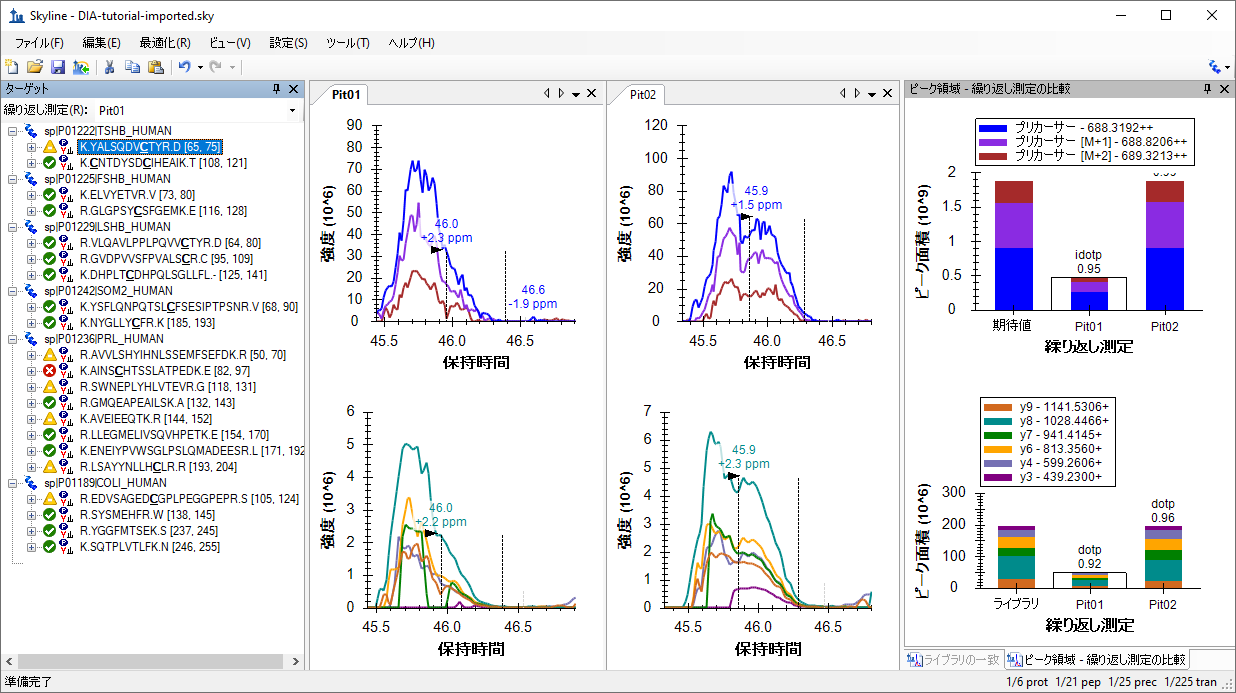 Skyline - DIA-tutorial-imported.sky
ファイル(F) 編集(E) 最適化(R) ビュー(V) 設定(S) ツール(T) ヘルプ(H)
ターゲット
繰り返し測定(R): Pit01
sp|P01222|TSHB_HUMAN
K.YALSQDVCTYR.D [65, 75]
K.CNTDYSDCIHEAIK.T [108, 121]
sp|P01225|FSHB_HUMAN
K.ELVYETVR.V [73, 80]
R.GLGPSYCSFGEMK.E [116, 128]
sp|P01229|LSHB_HUMAN
R.VLQAVLPPLPQVVCTYR.D [64, 80]
R.GVDPVVSFPVALSCR.C [95, 109]
K.DHPLTCDHPQLSGLLFL.- [125, 141]
sp|P01242|SOM2_HUMAN
K.YSFLQNPQTSLCFSESIPTPSNR.V [68, 90]
K.NYGLLYCFR.K [185, 193]
sp|P01236|PRL_HUMAN
R.AVVLSHYIHNLSSEMFSEFDK.R [50, 70]
K.AINSCHTSSLATPEDK.E [82, 97]
R.SWNEPLYHLVTEVR.G [118, 131]
R.GMQEAPEAILSK.A [132, 143]
K.AVEIEEQTK.R [144, 152]
R.LLEGMELIVSQVHPETK.E [154, 170]
K.ENEIYPVWSGLPSLQMADEESR.L [171, 192
R.LSAYYNLLHCLR.R [193, 204]
sp|P01189|COLI_HUMAN
R.EDVSAGEDCGPLPEGGPEPR.S [105, 124]
R.SYSMEHFR.W [138, 145]
R.YGGFMTSEK.S [237, 245]
K.SQTPLVTLFK.N [246, 255]
Pit01
強度 (10^6)
90
80
70
60
50
40
30
20
10
0
46.0
+2.3 ppm
46.6
-1.9 ppm
45.5 46.0 46.5
保持時間
強度 (10^6)
6
5
4
3
2
1
0
46.0
+2.2 ppm
45.5 46.0 46.5
保持時間
Pit02
強度 (10^6)
120
100
80
60
40
20
0
45.9
+1.5 ppm
45.5 46.0 46.5
保持時間
強度 (10^6)
7
6
5
4
3
2
1
0
45.9
+2.3 ppm
45.5 46.0 46.5
保持時間
ピーク領域 - 繰り返し測定の比較
プリカーサー - 688.3192++
プリカーサー [M+1] - 688.8206++
プリカーサー [M+2] - 689.3213++
ピーク面積 (10^9)
2
1.5
1
0.5
0
idotp
0.95
期待値 Pit01 Pit02
繰り返し測定
y9 - 1141.5306+
y8 - 1028.4466+
y7 - 941.4145+
y6 - 813.3560+
y4 - 599.2606+
y3 - 439.2300+
ピーク面積 (10^6)
300
200
100
0
dotp
0.92
dotp
0.96
ライブラリ Pit01 Pit02
繰り返し測定
ライブラリの一致 ピーク領域 - 繰り返し測定の比較
準備完了 1/6 prot 1/21 pep 1/25 prec 1/225 tran